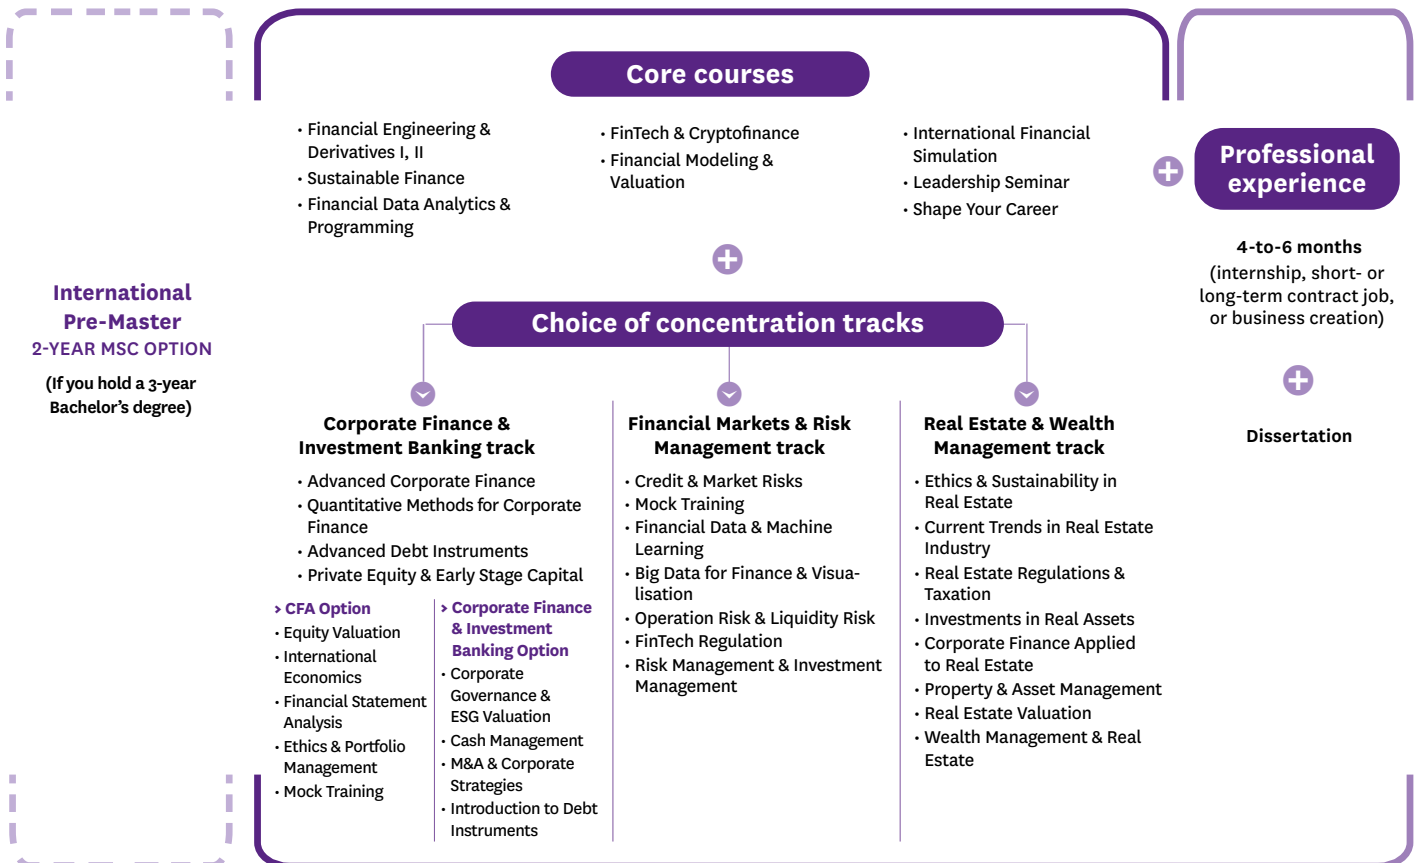 International
Pre-Master
2-YEAR MSC OPTION
(If you hold a 3-year
Bachelor's degree)
Core courses
• Financial Engineering &
Derivatives I, II
• Sustainable Finance
• Financial Data Analytics &
Programming
• FinTech & Cryptofinance
• Financial Modeling &
Valuation
• International Financial
Simulation
• Leadership Seminar
• Shape Your Career
Choice of concentration tracks
Corporate Finance &
Investment Banking track
• Advanced Corporate Finance
• Quantitative Methods for Corporate
Finance
• Advanced Debt Instruments
• Private Equity & Early Stage Capital
> CFA Option
• Equity Valuation
• International
Economics
• Financial Statement
Analysis
• Ethics & Portfolio
Management
• Mock Training
> Corporate Finance
& Investment
Banking Option
• Corporate
Governance &
ESG Valuation
• Cash Management
• M&A & Corporate
Strategies
• Introduction to Debt
Instruments
Financial Markets & Risk
Management track
• Credit & Market Risks
• Mock Training
• Financial Data & Machine
Learning
• Big Data for Finance & Visua-
lisation
• Operation Risk & Liquidity Risk
• FinTech Regulation
• Risk Management & Investment
Management
Real Estate & Wealth
Management track
• Ethics & Sustainability in
Real Estate
• Current Trends in Real Estate
Industry
• Real Estate Regulations &
Taxation
• Investments in Real Assets
• Corporate Finance Applied
to Real Estate
• Property & Asset Management
• Real Estate Valuation
• Wealth Management & Real
Estate
Professional
experience
4-to-6 months
(internship, short- or
long-term contract job,
or business creation)
Dissertation